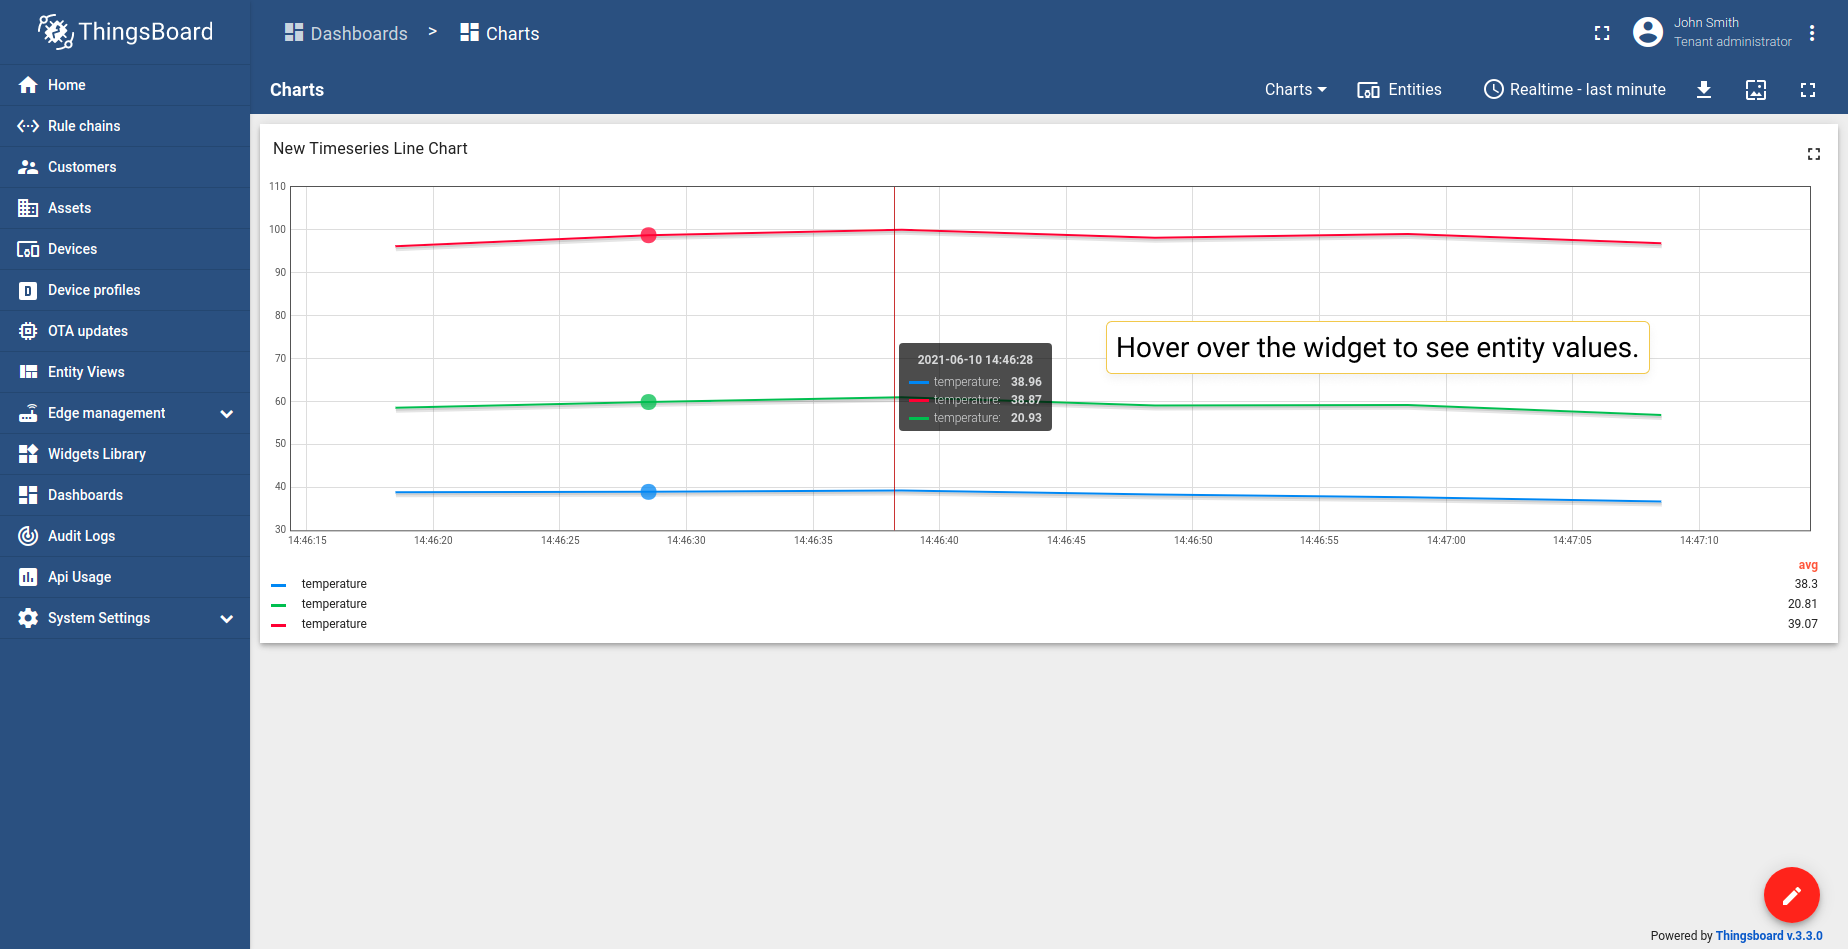 ThingsBoard
Home
Rule chains
Customers
Assets
Devices
Device profiles
OTA updates
Entity Views
Edge management
Widgets Library
Dashboards
Audit Logs
Api Usage
System Settings
Dashboards > Charts
John Smith
Tenant administrator
Charts
Charts
Entities
Realtime - last minute
New Timeseries Line Chart
110
100
90
80
70
60
50
40
30
2021-06-10 14:46:28
temperature: 38.96
temperature: 38.87
temperature: 20.93
Hover over the widget to see entity values.
14:46:15 14:46:20 14:46:25 14:46:30 14:46:35 14:46:40 14:46:45 14:46:50 14:46:55 14:47:00 14:47:05 14:47:10
avg
temperature 38.3
temperature 20.81
temperature 39.07
Powered by Thingsboard v.3.3.0